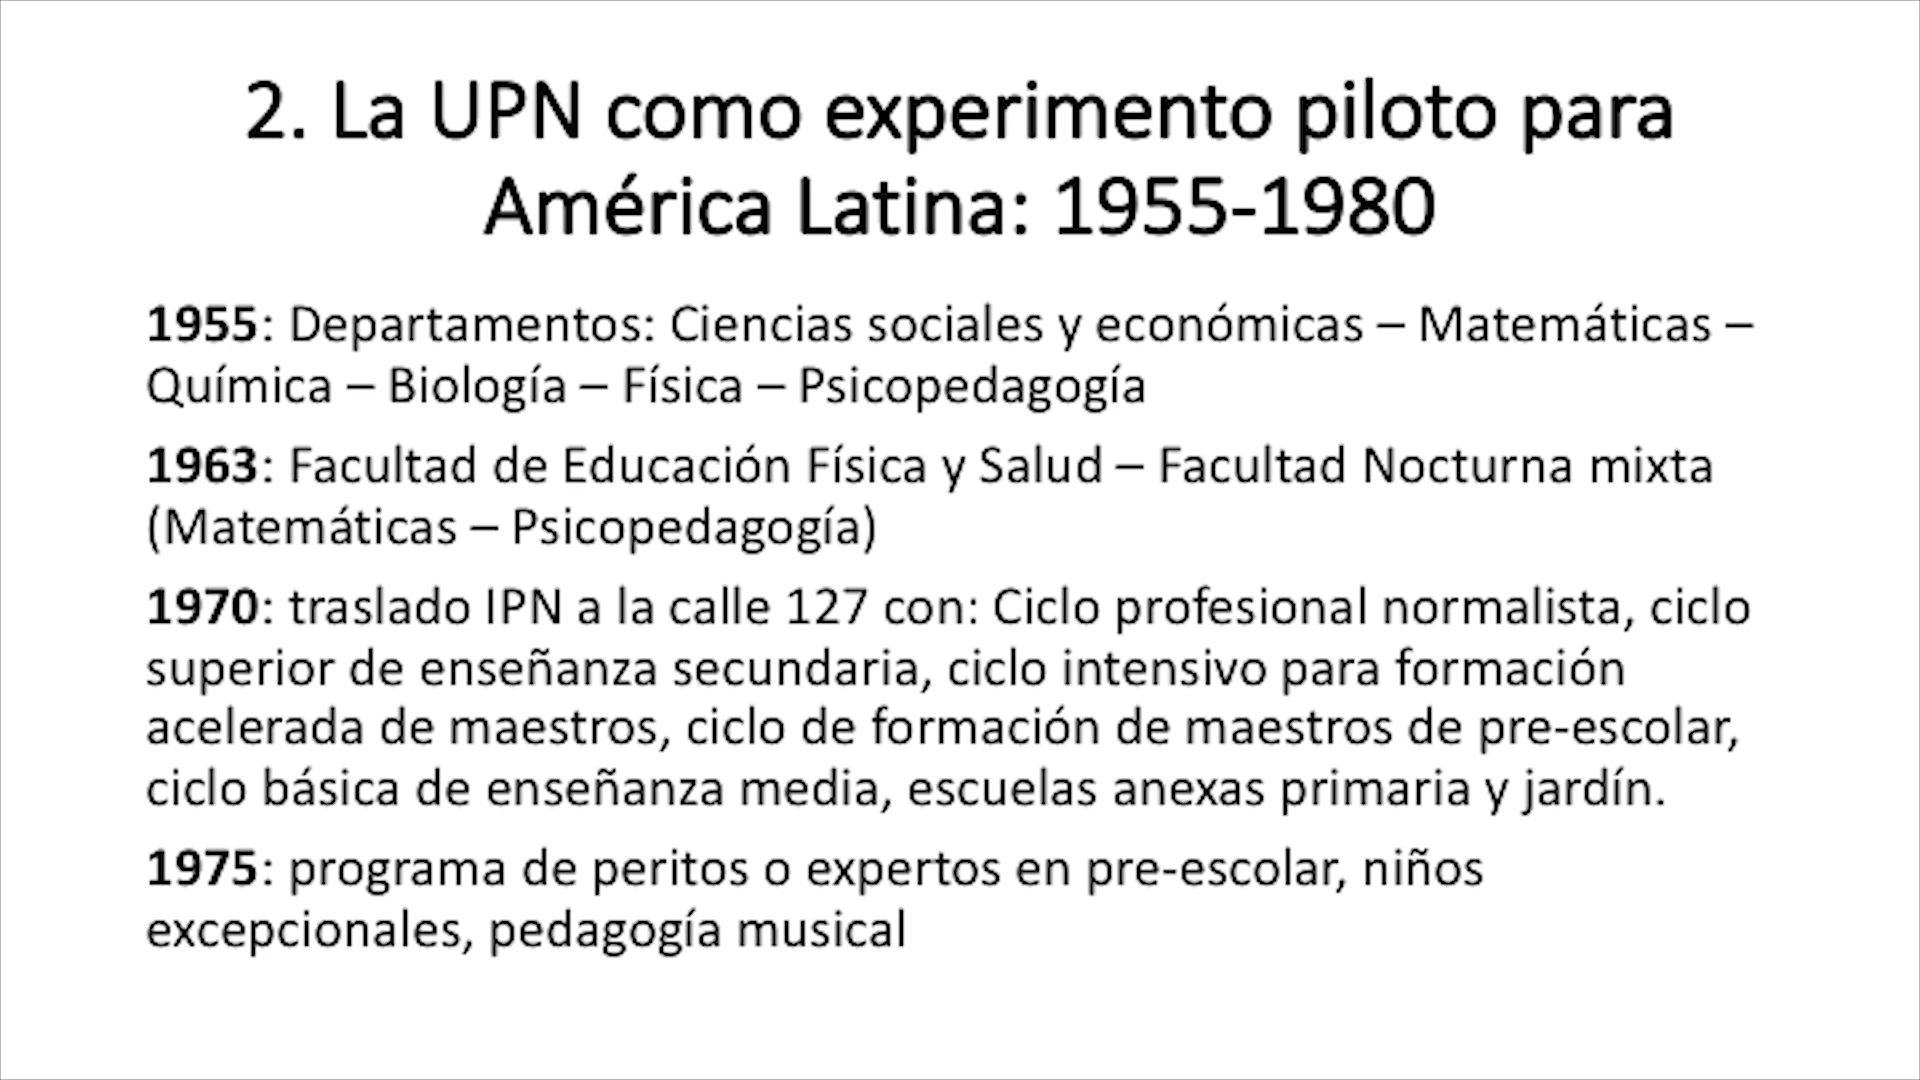 2. La UPN como experimento piloto para
América Latina: 1955-1980
1955: Departamentos: Ciencias sociales y económicas – Matemáticas –
Química – Biología – Física – Psicopedagogía
1963: Facultad de Educación Física y Salud – Facultad Nocturna mixta
(Matemáticas – Psicopedagogía)
1970: traslado IPN a la calle 127 con: Ciclo profesional normalista, ciclo
superior de enseñanza secundaria, ciclo intensivo para formación
acelerada de maestros, ciclo de formación de maestros de pre-escolar,
ciclo básica de enseñanza media, escuelas anexas primaria y jardín.
1975: programa de peritos o expertos en pre-escolar, niños
excepcionales, pedagogía musical